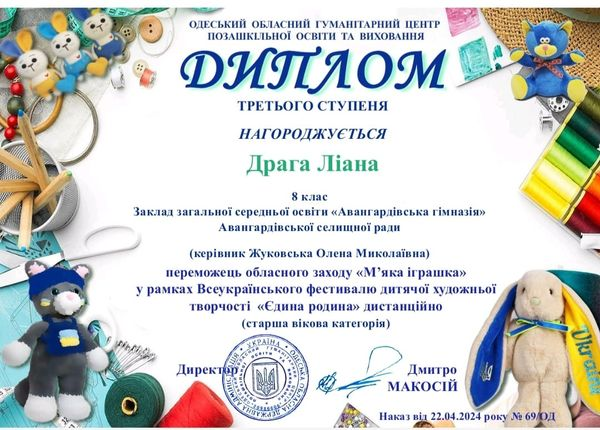 ОДЕСЬКИЙ ОБЛАСНИЙ ГУМАНІТАРНИЙ ЦЕНТР
ПОЗАШКІЛЬНОЇ ОСВІТИ ТА ВИХОВАННЯ
ДИПЛОМ
ТРЕТЬОГО СТУПЕНЯ
НАГОРОДЖУЄТЬСЯ
Драга Ліана
8 клас
Заклад загальної середньої освіти «Авангардівська гімназія»
Авангардівської селищної ради
(керівник Жуковська Олена Миколаївна)
переможець обласного заходу «М’яка іграшка»
у рамках Всеукраїнського фестивалю дитячої художньої
творчості «Єдина родина» дистанційно
(старша вікова категорія)
Директор
Дмитро
МАКОСІЙ
Наказ від 22.04.2024 року № 69/ОД
УКРАЇНА
Ukraine